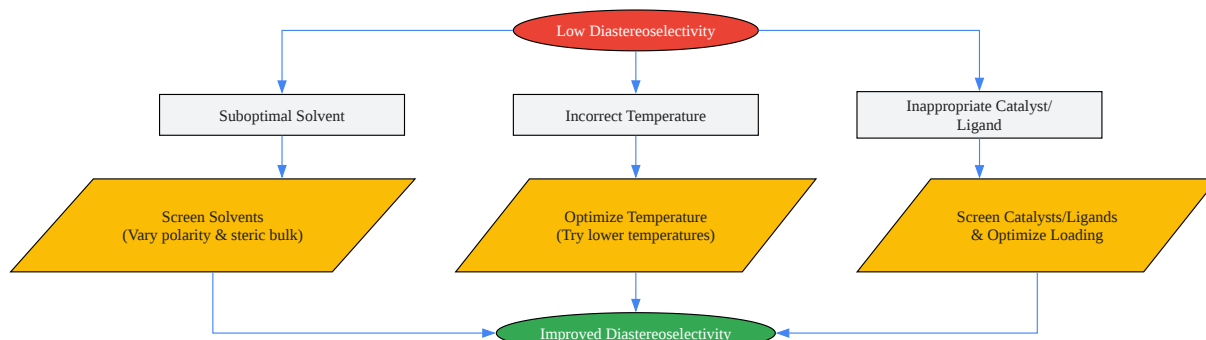 Low Diastereoselectivity
Suboptimal Solvent
Incorrect Temperature
Inappropriate Catalyst/
Ligand
Screen Solvents
(Vary polarity & steric bulk)
Optimize Temperature
(Try lower temperatures)
Screen Catalysts/Ligands
& Optimize Loading
Improved Diastereoselectivity